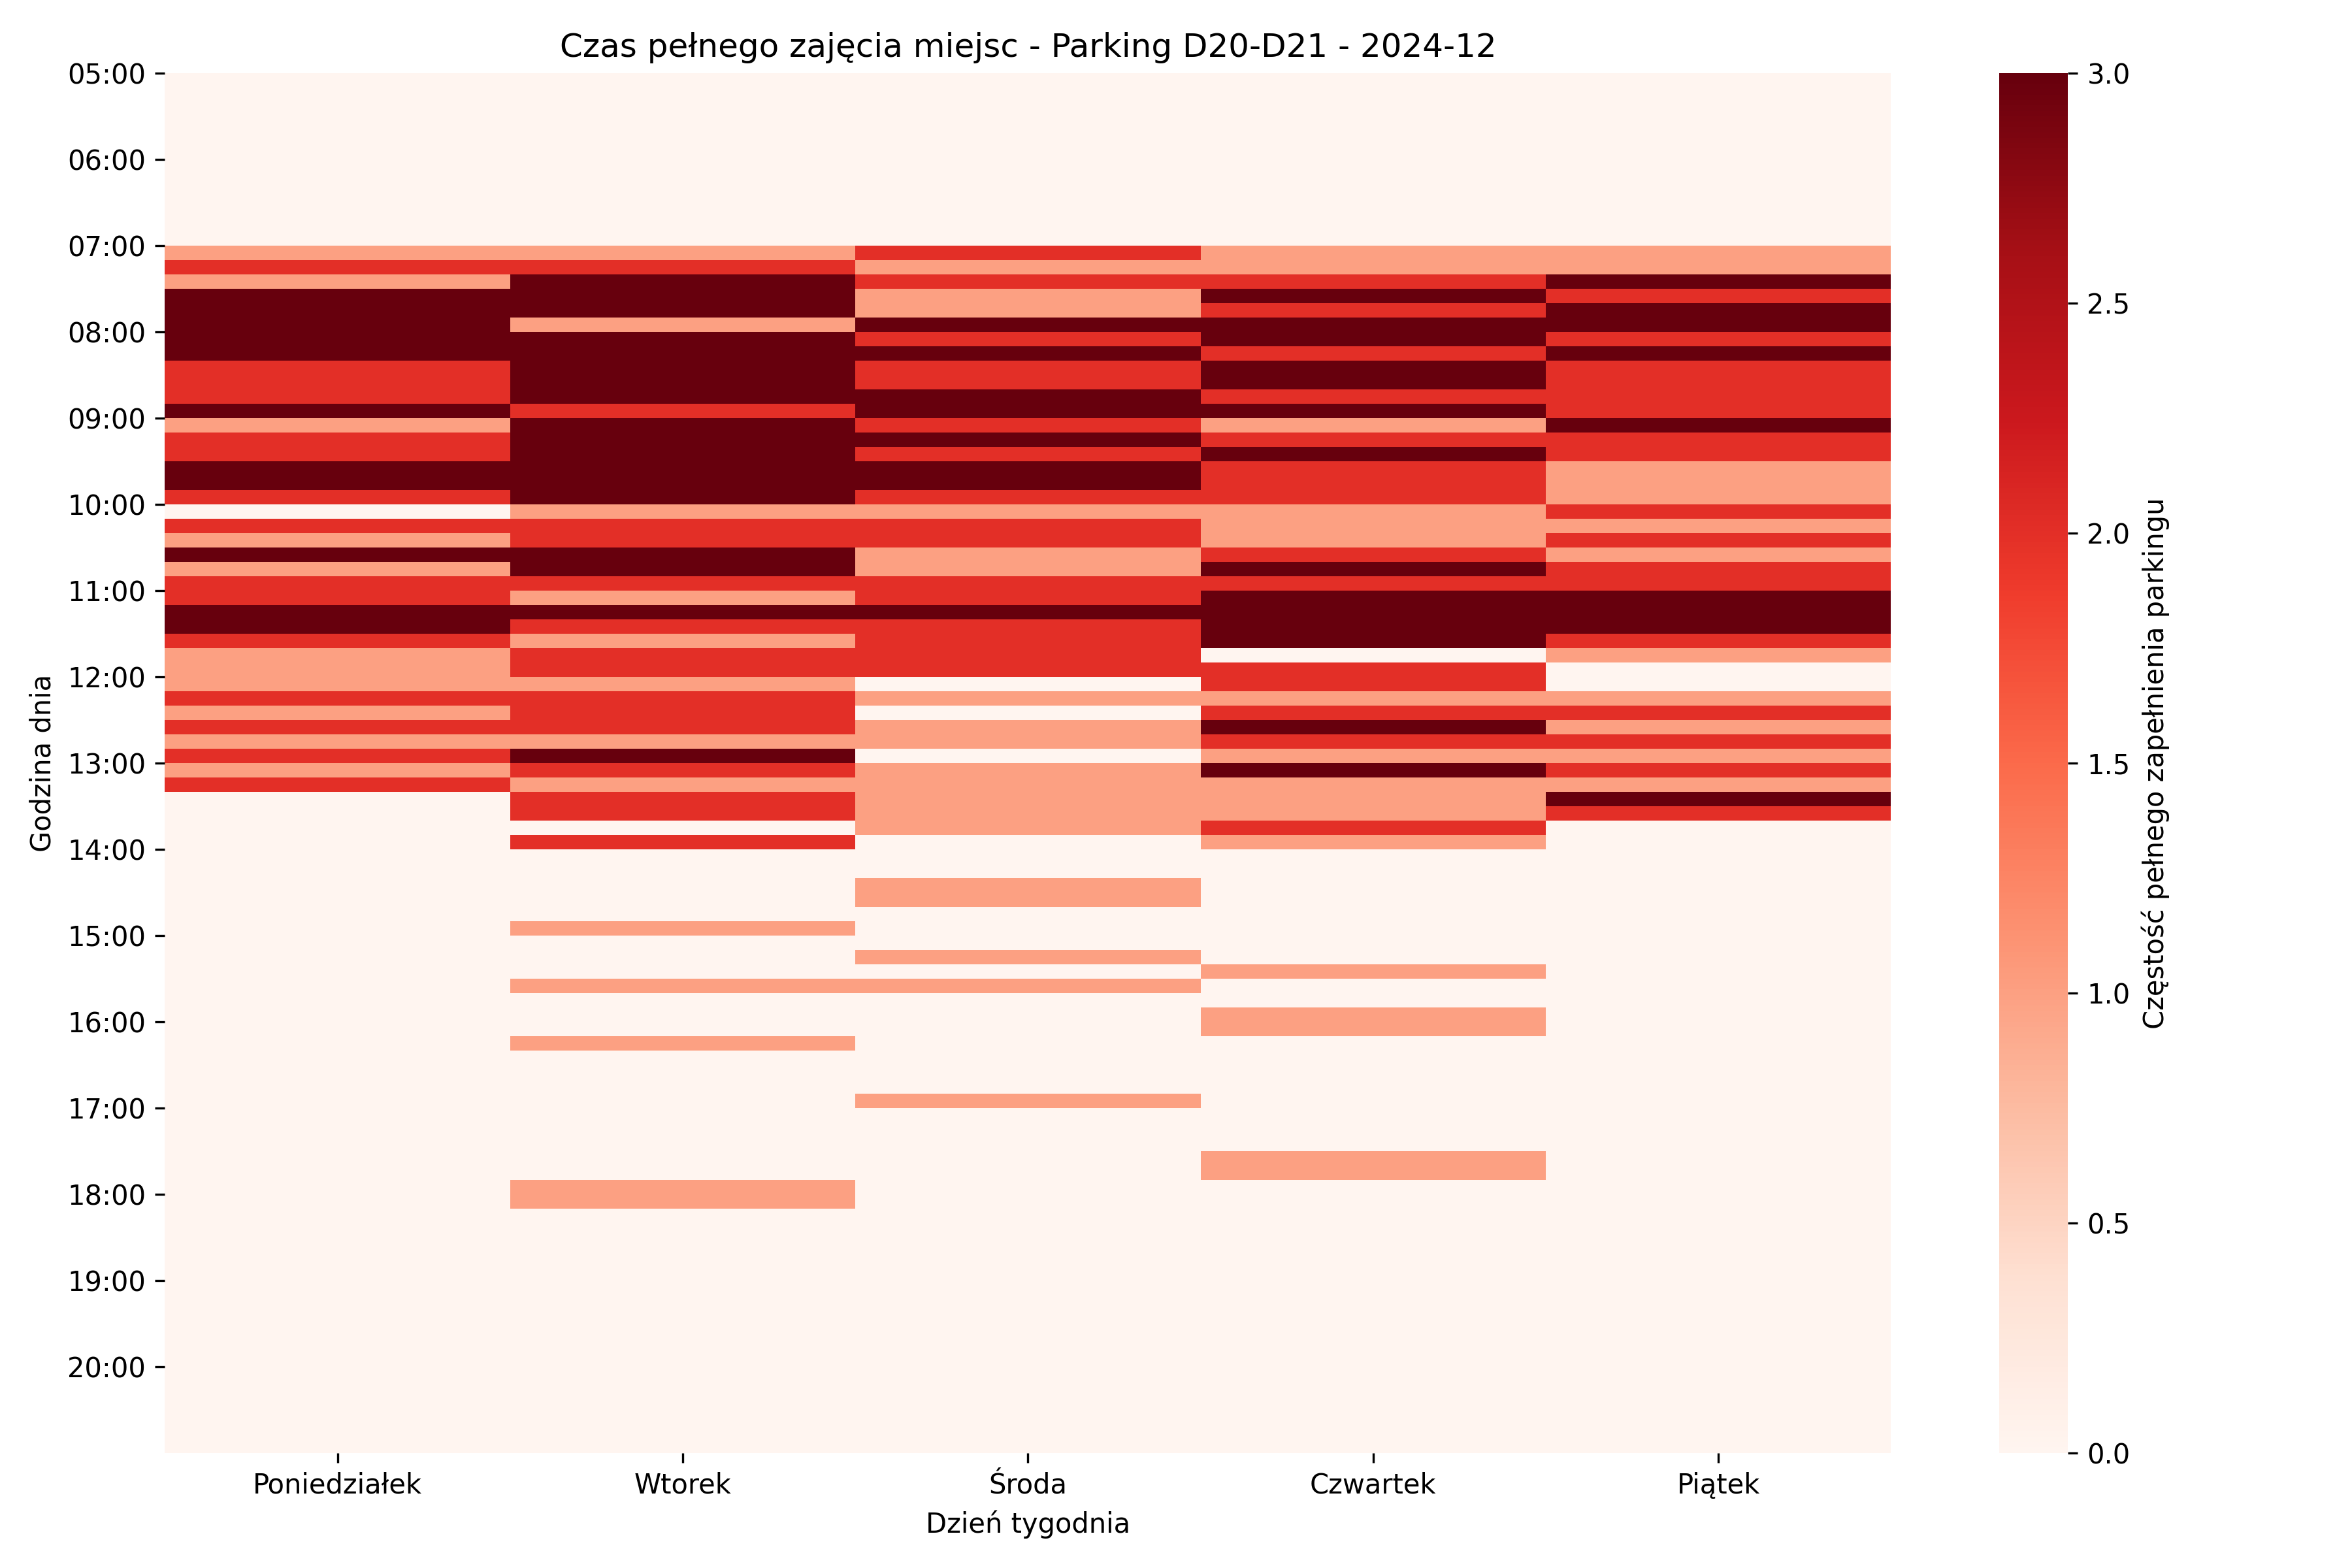 Czas pełnego zajęcia miejsc - Parking D20-D21 - 2024-12
05:00
06:00
07:00
08:00
09:00
10:00
11:00
12:00
13:00
14:00
15:00
16:00
17:00
18:00
19:00
20:00
Godzina dnia
Poniedziałek
Wtorek
Środa
Czwartek
Piątek
Dzień tygodnia
3.0
2.5
2.0
1.5
1.0
0.5
0.0
Częstość pełnego zapełnienia parkingu